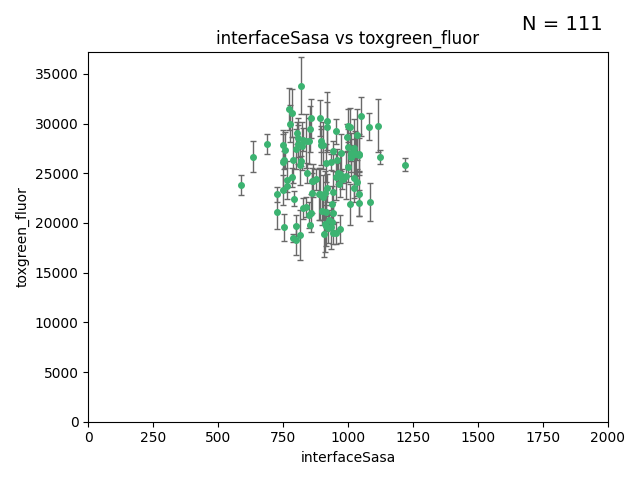 N = 111
interfaceSasa vs toxgreen_fluor
toxgreen_fluor
35000
30000
25000
20000
15000
10000
5000
0
0 250 500 750 1000 1250 1500 1750 2000
interfaceSasa